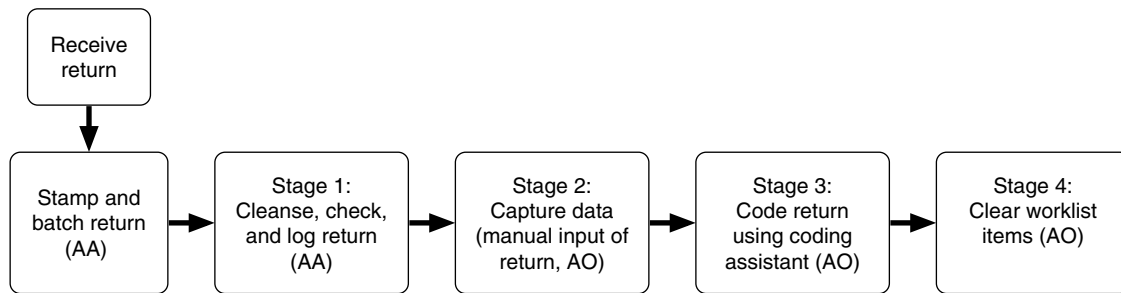 Receive
return
Stamp and
batch return
(AA)
Stage 1:
Cleanse, check,
and log return
(AA)
Stage 2:
Capture data
(manual input of
return, AO)
Stage 3:
Code return
using coding
assistant (AO)
Stage 4:
Clear worklist
items (AO)